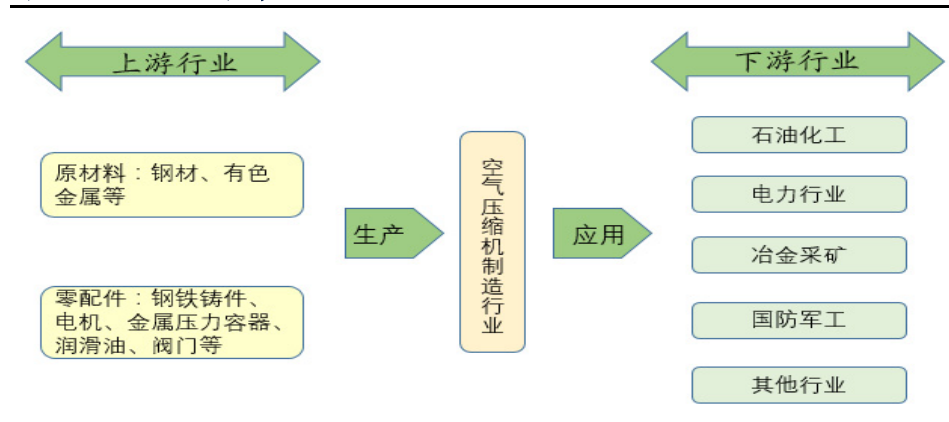 上游行业
下游行业
原材料：钢材、有色
金属等
零配件：钢铁铸件、
电机、金属压力容器、
润滑油、阀门等
生产
空气压缩机制造行业
应用
石油化工
电力行业
冶金采矿
国防军工
其他行业